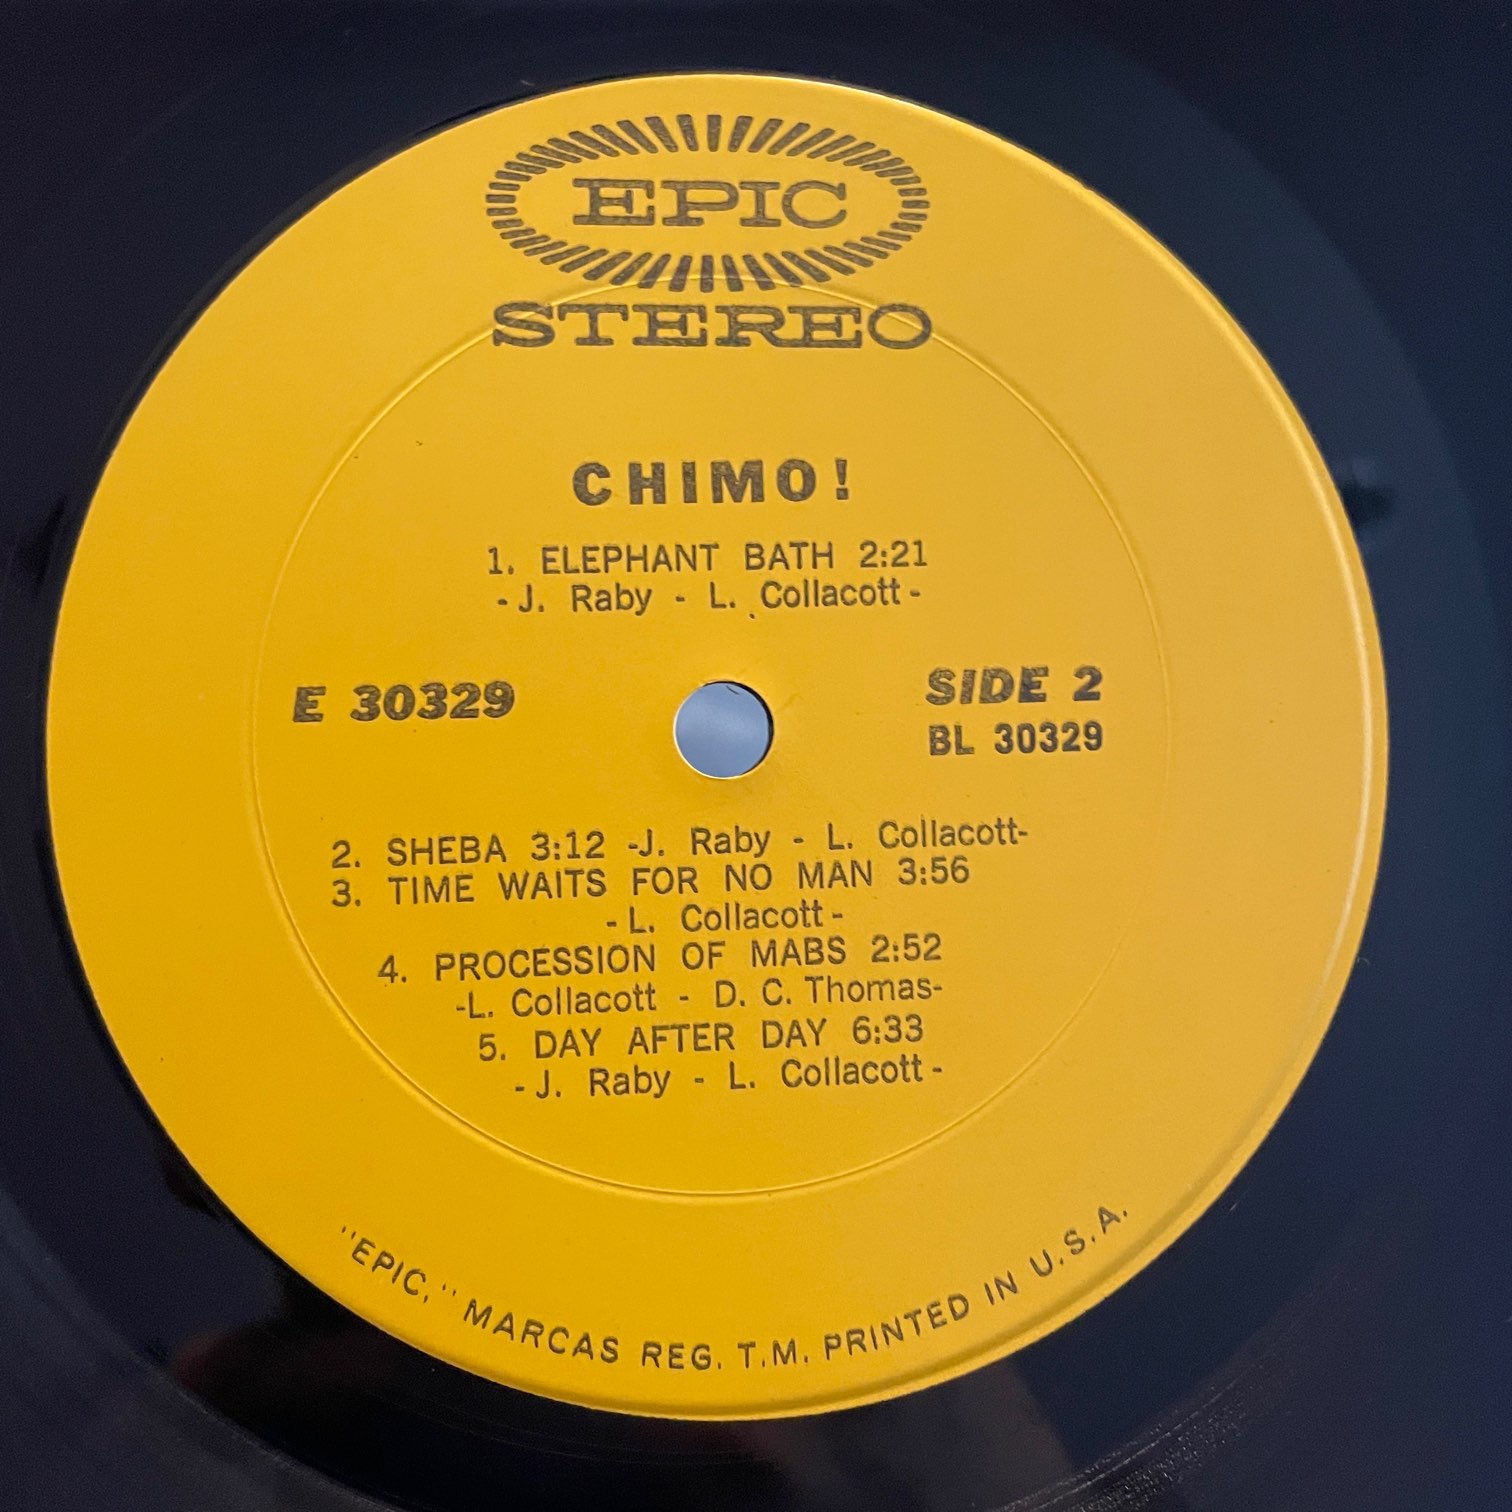 EPIC
STEREO
CHIMO!
1. ELEPHANT BATH 2:21
-J. Raby - L. Collacott-
E 30329
SIDE 2
BL 30329
2. SHEBA 3:12 -J. Raby - L. Collacott-
3. TIME WAITS FOR NO MAN 3:56
-L. Collacott-
4. PROCESSION OF MABS 2:52
-L. Collacott - D. C. Thomas-
5. DAY AFTER DAY 6:33
-J. Raby - L. Collacott-
"EPIC," MARCAS REG. T.M. PRINTED IN U.S.A.